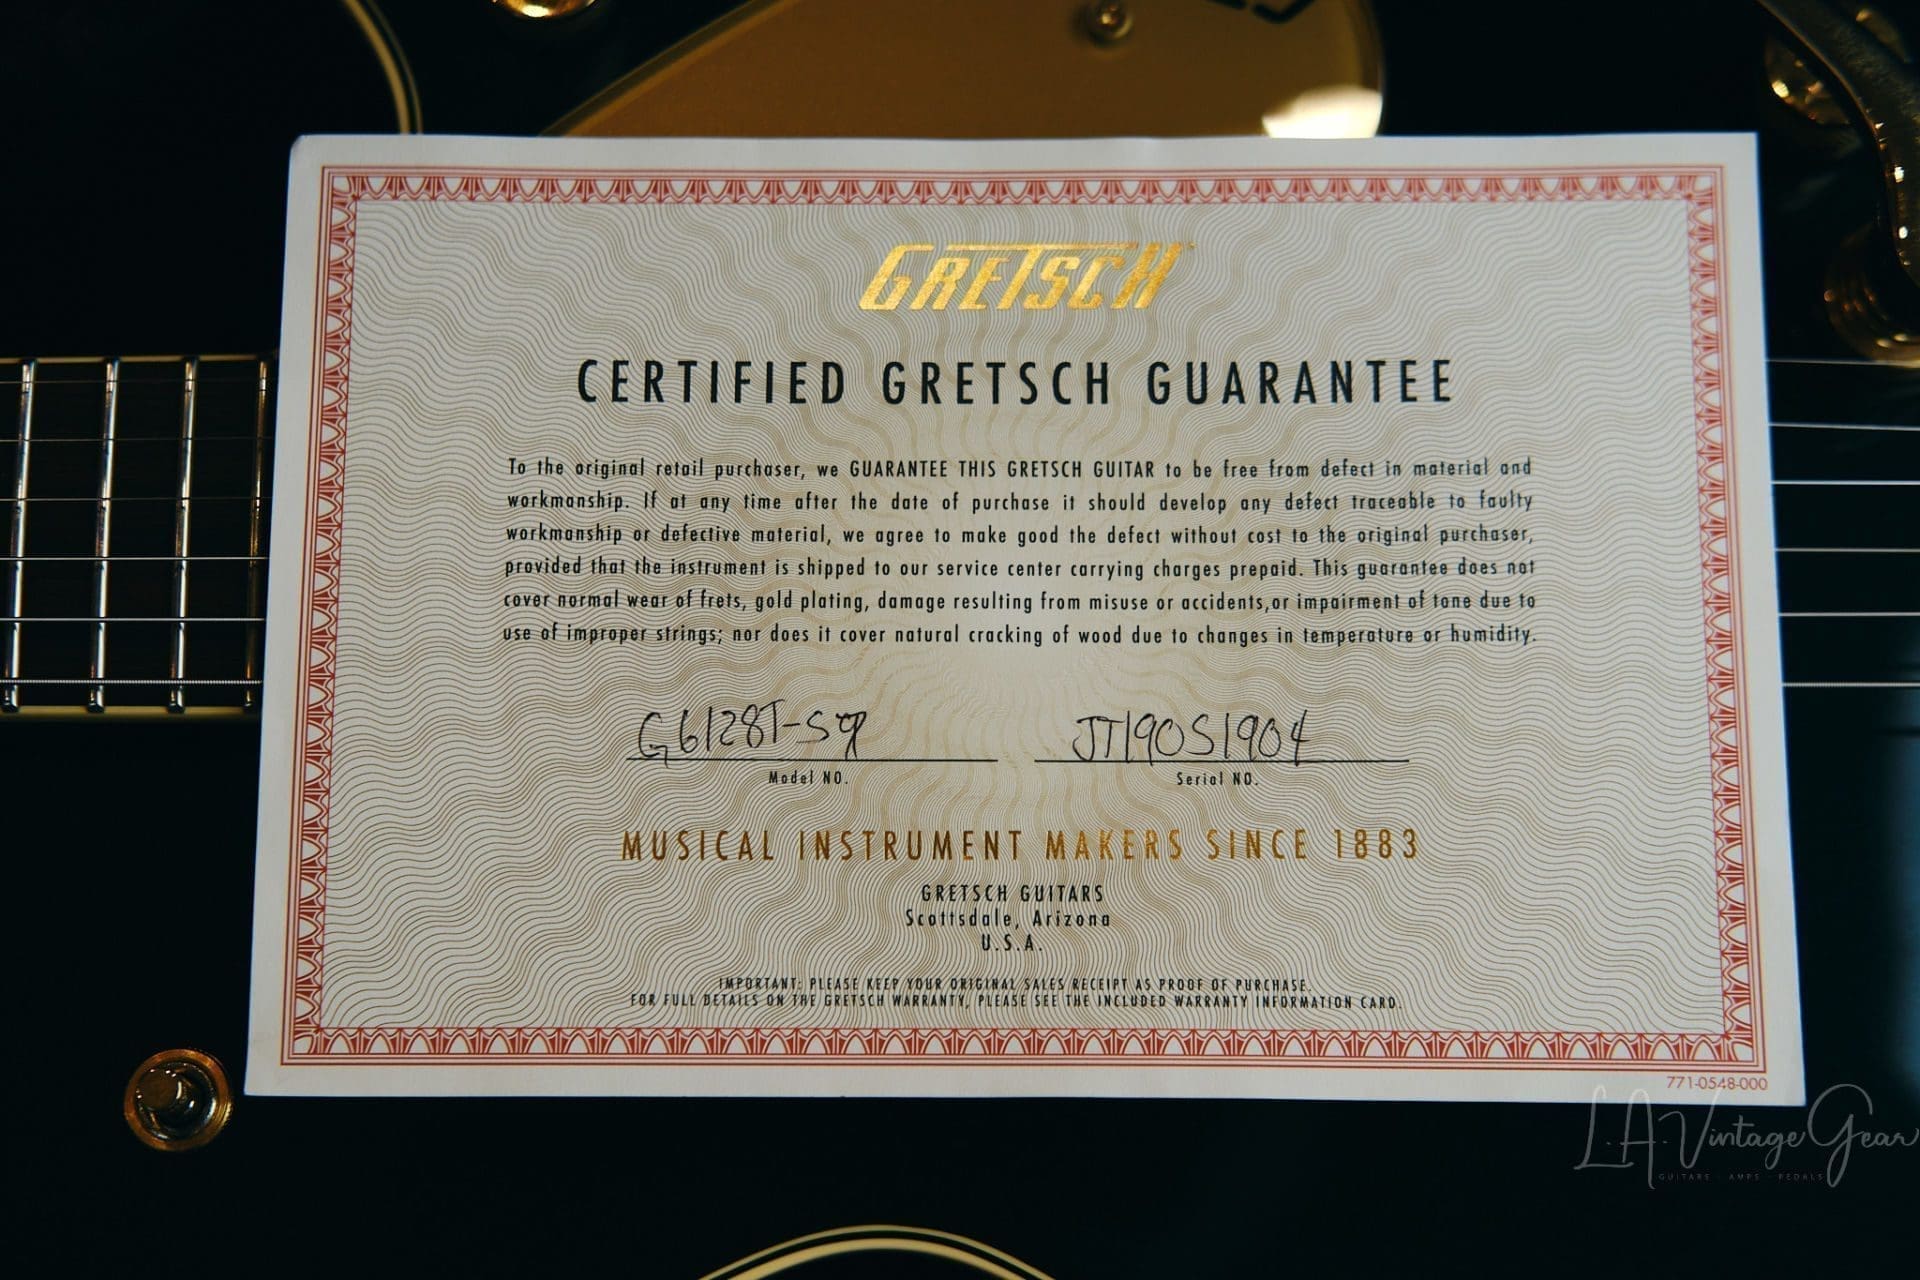 GRETSCH
CERTIFIED GRETSCH GUARANTEE
To the original retail purchaser, we GUARANTEE THIS GRETSCH GUITAR to be free from defect in material and
workmanship. If at any time after the date of purchase it should develop any defect traceable to faulty
workmanship or defective material, we agree to make good the defect without cost to the original purchaser,
provided that the instrument is shipped to our service center carrying charges prepaid. This guarantee does not
cover normal wear of frets, gold plating, damage resulting from misuse or accidents,or impairment of tone due to
use of improper strings; nor does it cover natural cracking of wood due to changes in temperature or humidity.
G6128T-59 JT19051904
Model NO. Serial NO.
MUSICAL INSTRUMENT MAKERS SINCE 1883
GRETSCH GUITARS
Scottsdale, Arizona
U.S.A.
IMPORTANT: PLEASE KEEP YOUR ORIGINAL SALES RECEIPT AS PROOF OF PURCHASE.
FOR FULL DETAILS ON THE GRETSCH WARRANTY, PLEASE SEE THE INCLUDED WARRANTY INFORMATION CARD.
771-0548-000
L.A. Vintage Gear
GUITARS - AMPS - PEDALS